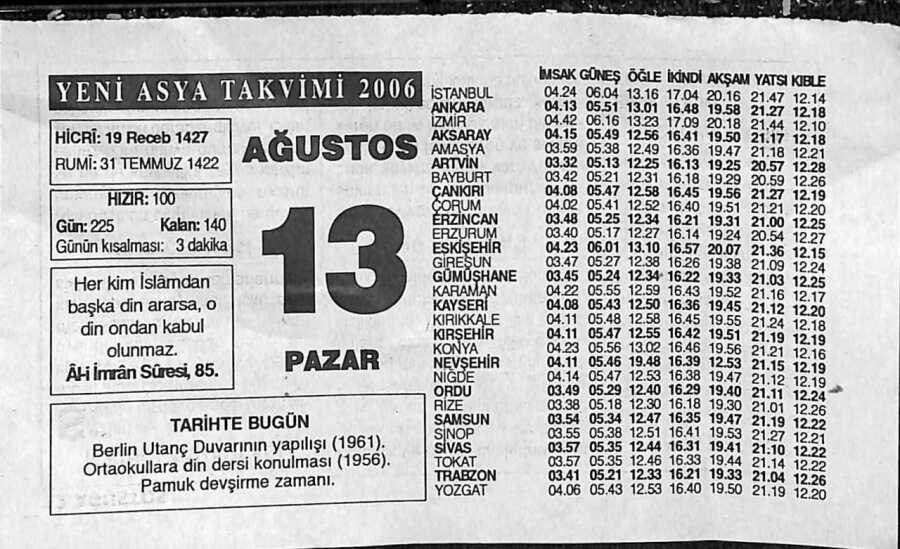 YENİ ASYA TAKVİMİ 2006
HİCRÎ: 19 Receb 1427
RUMÎ: 31 TEMMUZ 1422
HIZIR: 100
Gün: 225 Kalan: 140
Günün kısalması: 3 dakika
Her kim İslâmdan
başka din ararsa, o
din ondan kabul
olunmaz.
Âl-i İmrân Sûresi, 85.
AĞUSTOS
13
PAZAR
TARİHTE BUGÜN
Berlin Utanç Duvarının yapılışı (1961).
Ortaokullara din dersi konulması (1956).
Pamuk devşirme zamanı.
İMSAK GÜNEŞ ÖĞLE İKİNDİ AKŞAM YATSI KIBLE
İSTANBUL 04.24 06.04 13.16 17.04 20.16 21.47 12.14
ANKARA 04.13 05.51 13.01 16.48 19.58 21.27 12.18
İZMİR 04.42 06.16 13.23 17.09 20.18 21.44 12.10
AKSARAY 04.15 05.49 12.56 16.41 19.50 21.17 12.18
AMASYA 03.59 05.38 12.49 16.36 19.47 21.18 12.21
ARTVİN 03.32 05.13 12.25 16.13 19.25 20.57 12.28
BAYBURT 03.42 05.21 12.31 16.18 19.29 20.59 12.26
ÇANKIRI 04.08 05.47 12.58 16.45 19.56 21.27 12.19
ÇORUM 04.02 05.41 12.52 16.40 19.51 21.21 12.20
ERZİNCAN 03.48 05.25 12.34 16.21 19.31 21.00 12.25
ERZURUM 03.40 05.17 12.27 16.14 19.24 20.54 12.27
ESKİŞEHİR 04.23 06.01 13.10 16.57 20.07 21.36 12.15
GİRESUN 03.47 05.27 12.38 16.26 19.38 21.09 12.24
GÜMÜŞHANE 03.45 05.24 12.34 16.22 19.33 21.03 12.25
KARAMAN 04.22 05.55 12.59 16.43 19.52 21.16 12.17
KAYSERİ 04.08 05.43 12.50 16.36 19.45 21.12 12.20
KIRIKKALE 04.11 05.48 12.58 16.45 19.55 21.24 12.18
KIRŞEHİR 04.11 05.47 12.55 16.42 19.51 21.19 12.19
KONYA 04.23 05.56 13.02 16.46 19.56 21.21 12.16
NEVŞEHİR 04.11 05.46 19.48 16.39 12.53 21.15 12.19
NİĞDE 04.14 05.47 12.53 16.38 19.47 21.12 12.19
ORDU 03.49 05.29 12.40 16.29 19.40 21.11 12.24
RİZE 03.38 05.18 12.30 16.18 19.30 21.01 12.26
SAMSUN 03.54 05.34 12.47 16.35 19.47 21.19 12.22
SİNOP 03.55 05.38 12.51 16.41 19.53 21.27 12.21
SİVAS 03.57 05.35 12.44 16.31 19.41 21.10 12.22
TOKAT 03.57 05.35 12.46 16.33 19.44 21.14 12.22
TRABZON 03.41 05.21 12.33 16.21 19.33 21.04 12.26
YOZGAT 04.06 05.43 12.53 16.40 19.50 21.19 12.20